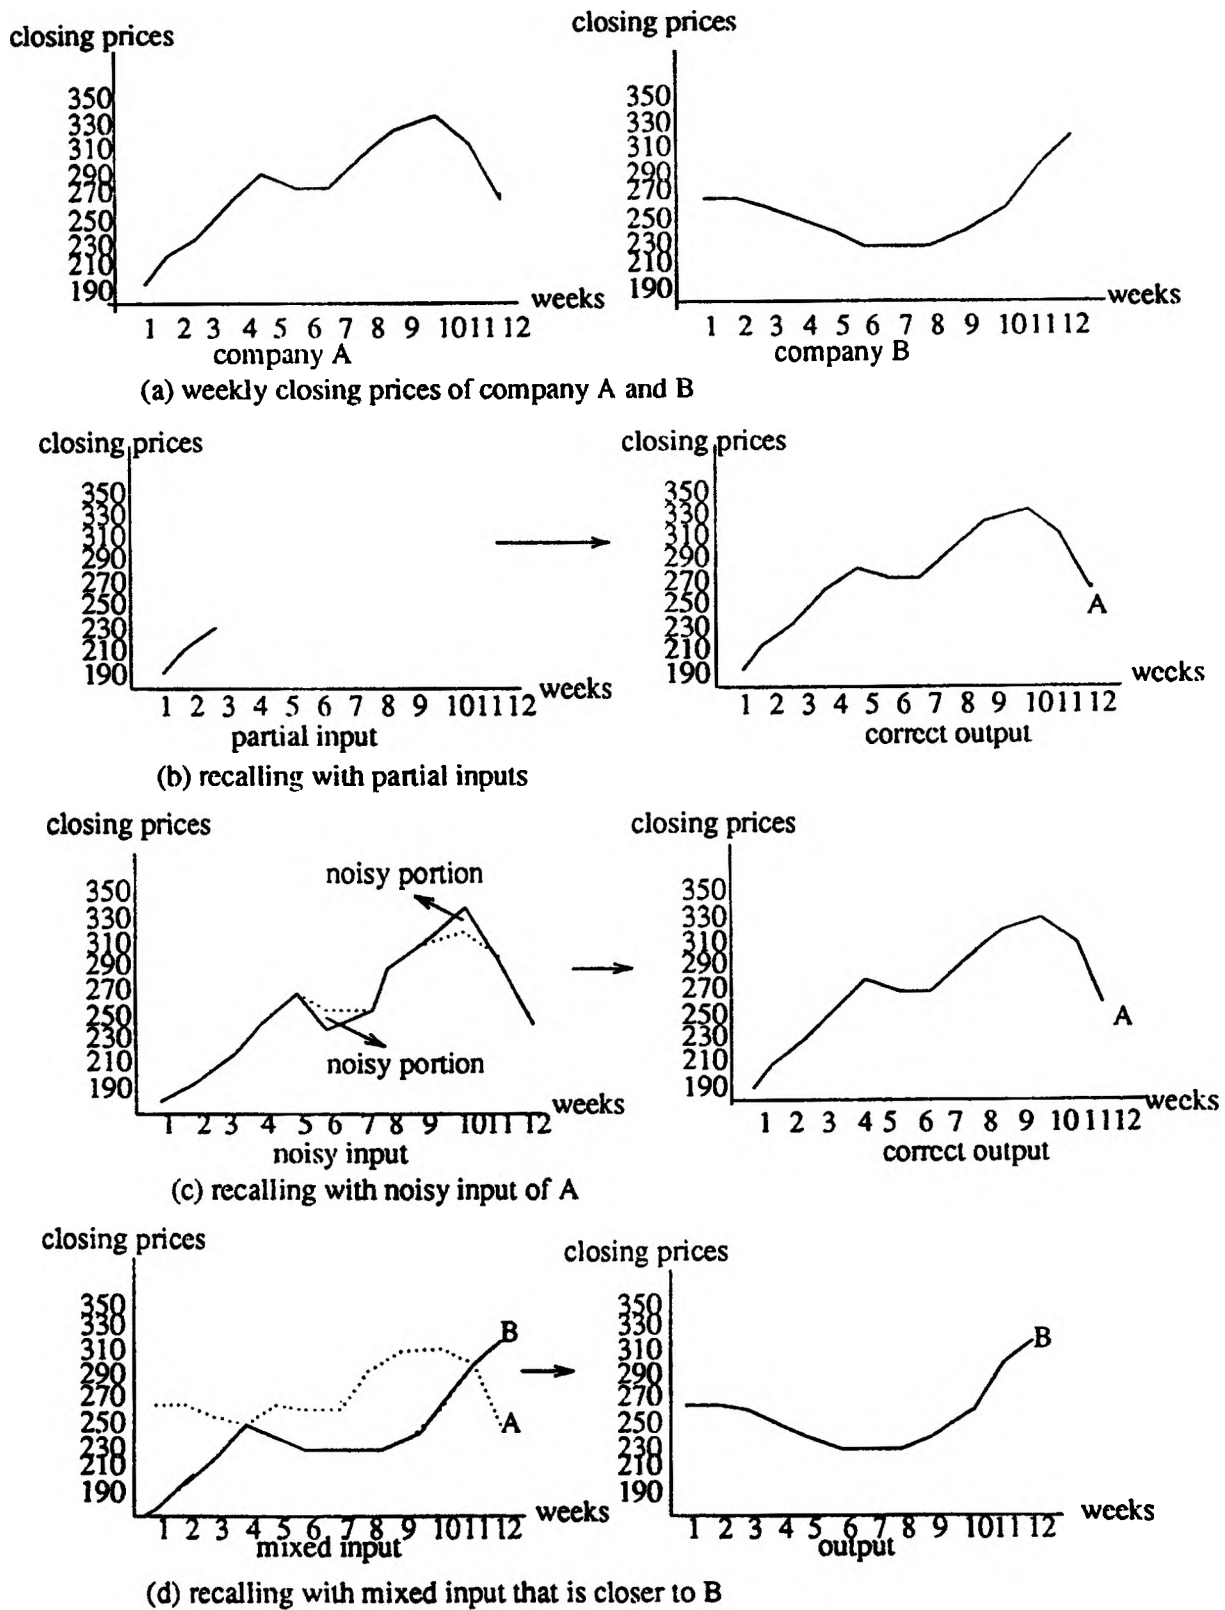 closing prices
350
330
310
290
270
250
230
210
190
weeks
1 2 3 4 5 6 7 8 9 10 11 12
company A
closing prices
350
330
310
290
270
250
230
210
190
weeks
1 2 3 4 5 6 7 8 9 10 11 12
company B
(a) weekly closing prices of company A and B
closing prices
350
330
310
290
270
250
230
210
190
weeks
1 2 3 4 5 6 7 8 9 10 11 12
partial input
closing prices
350
330
310
290
270
250
230
210
190
A
weeks
1 2 3 4 5 6 7 8 9 10 11 12
correct output
(b) recalling with partial inputs
closing prices
350
330
310
290
270
250
230
210
190
noisy portion
noisy portion
weeks
1 2 3 4 5 6 7 8 9 10 11 12
noisy input
closing prices
350
330
310
290
270
250
230
210
190
A
weeks
1 2 3 4 5 6 7 8 9 10 11 12
correct output
(c) recalling with noisy input of A
closing prices
350
330
310
290
270
250
230
210
190
B
A
weeks
1 2 3 4 5 6 7 8 9 10 11 12
mixed input
closing prices
350
330
310
290
270
250
230
210
190
B
weeks
1 2 3 4 5 6 7 8 9 10 11 12
output
(d) recalling with mixed input that is closer to B